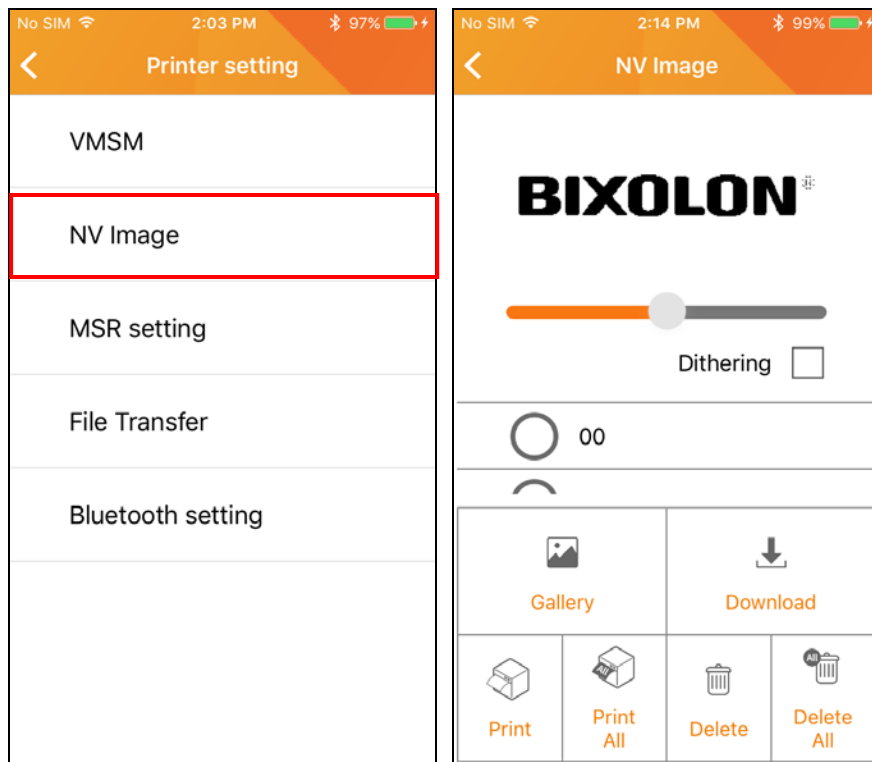 No SIM 2:03 PM 97%
Printer setting
VMSM
NV Image
MSR setting
File Transfer
Bluetooth setting
No SIM 2:14 PM 99%
NV Image
BIXOLON
Dithering
00
Gallery
Download
Print
Print
All
Delete
All
Delete
All